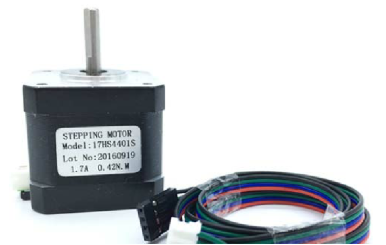 STEPPING MOTOR
Model:17HS4401S
Lot No:20160919
1.7A 0.42N.M